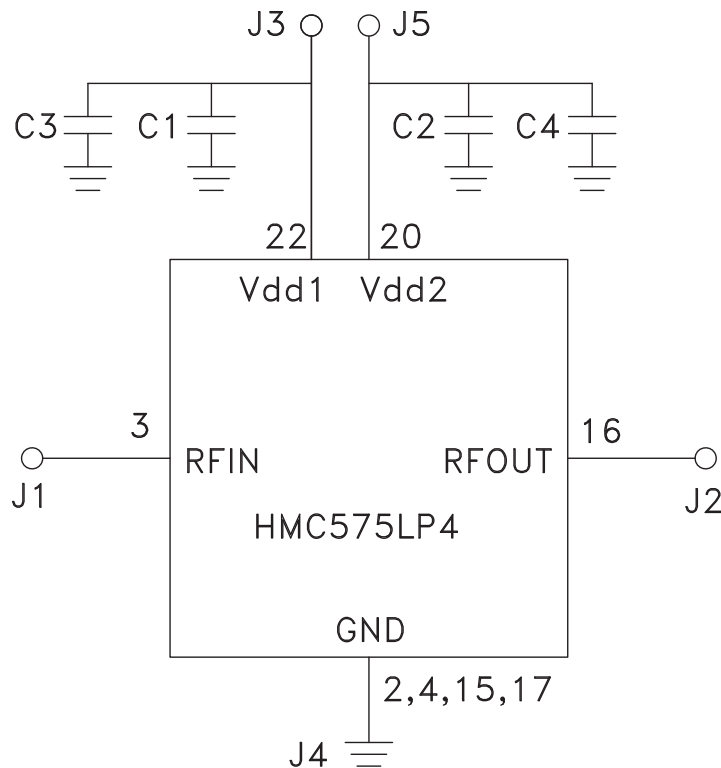 J3 J5
C3 C1 C2 C4
22 20
Vdd1 Vdd2
3 16
RFIN RFOUT
J1 J2
HMC575LP4
GND
2,4,15,17
J4